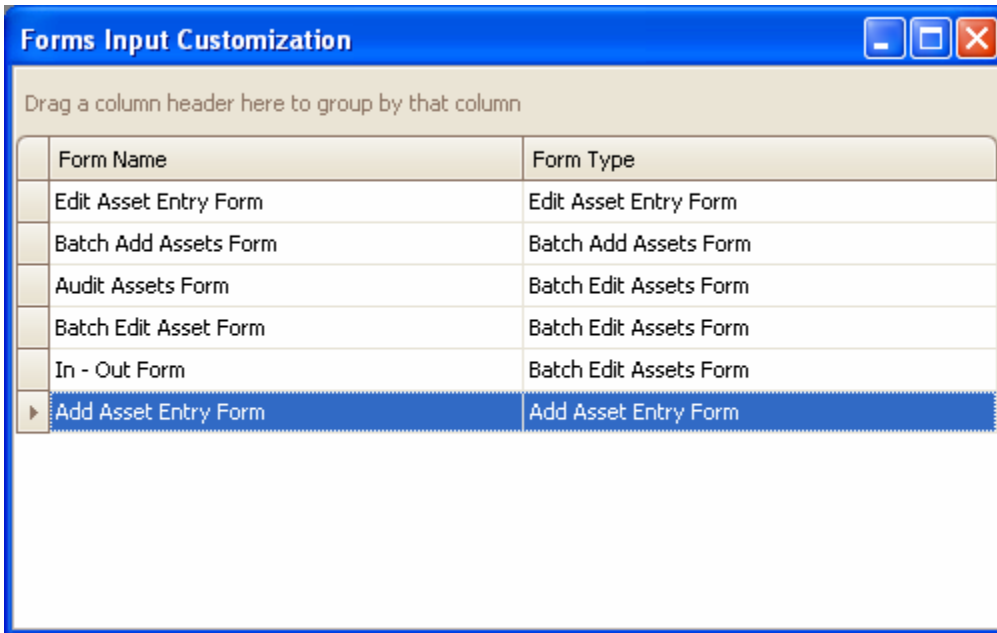 Forms Input Customization
Drag a column header here to group by that column
Form Name Form Type
Edit Asset Entry Form Edit Asset Entry Form
Batch Add Assets Form Batch Add Assets Form
Audit Assets Form Batch Edit Assets Form
Batch Edit Asset Form Batch Edit Assets Form
In - Out Form Batch Edit Assets Form
Add Asset Entry Form Add Asset Entry Form